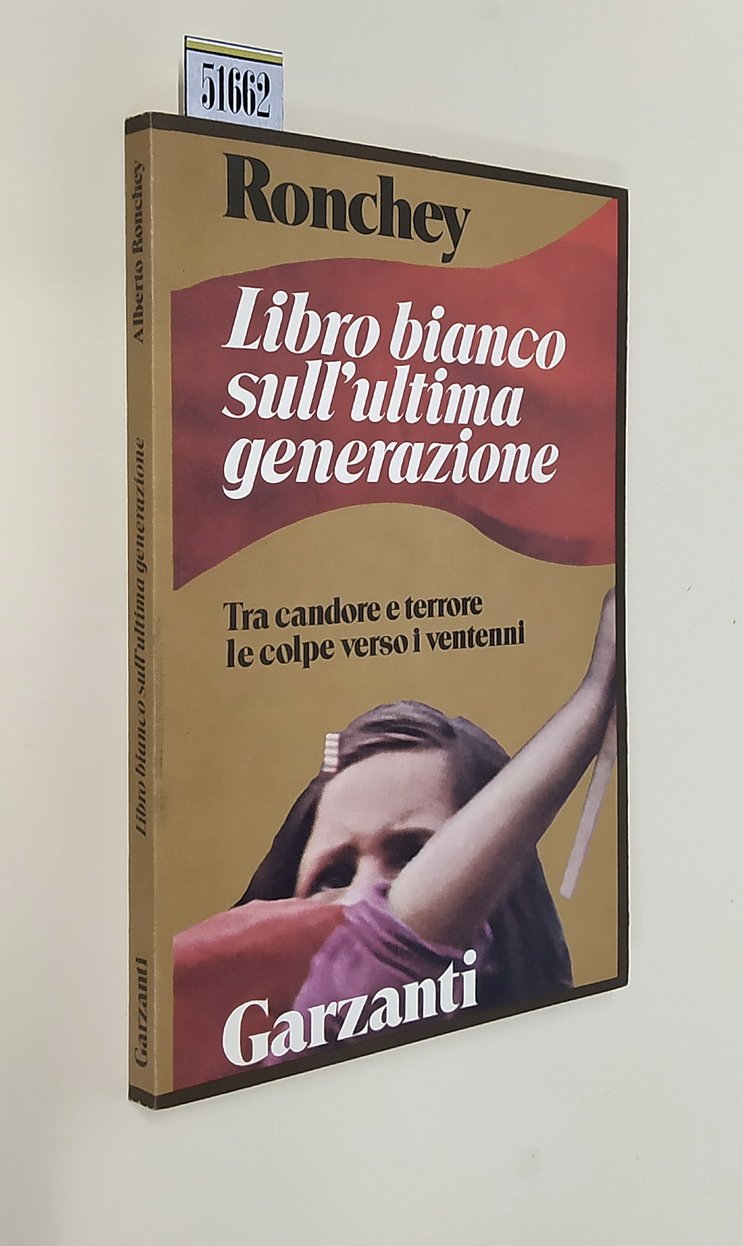 51662
Ronchey
Libro bianco
sull'ultima
generazione
Tra candore e terrore
le colpe verso i ventenni
Garzanti
Alberto Ronchey
Libro bianco sull'ultima generazione
Garzanti